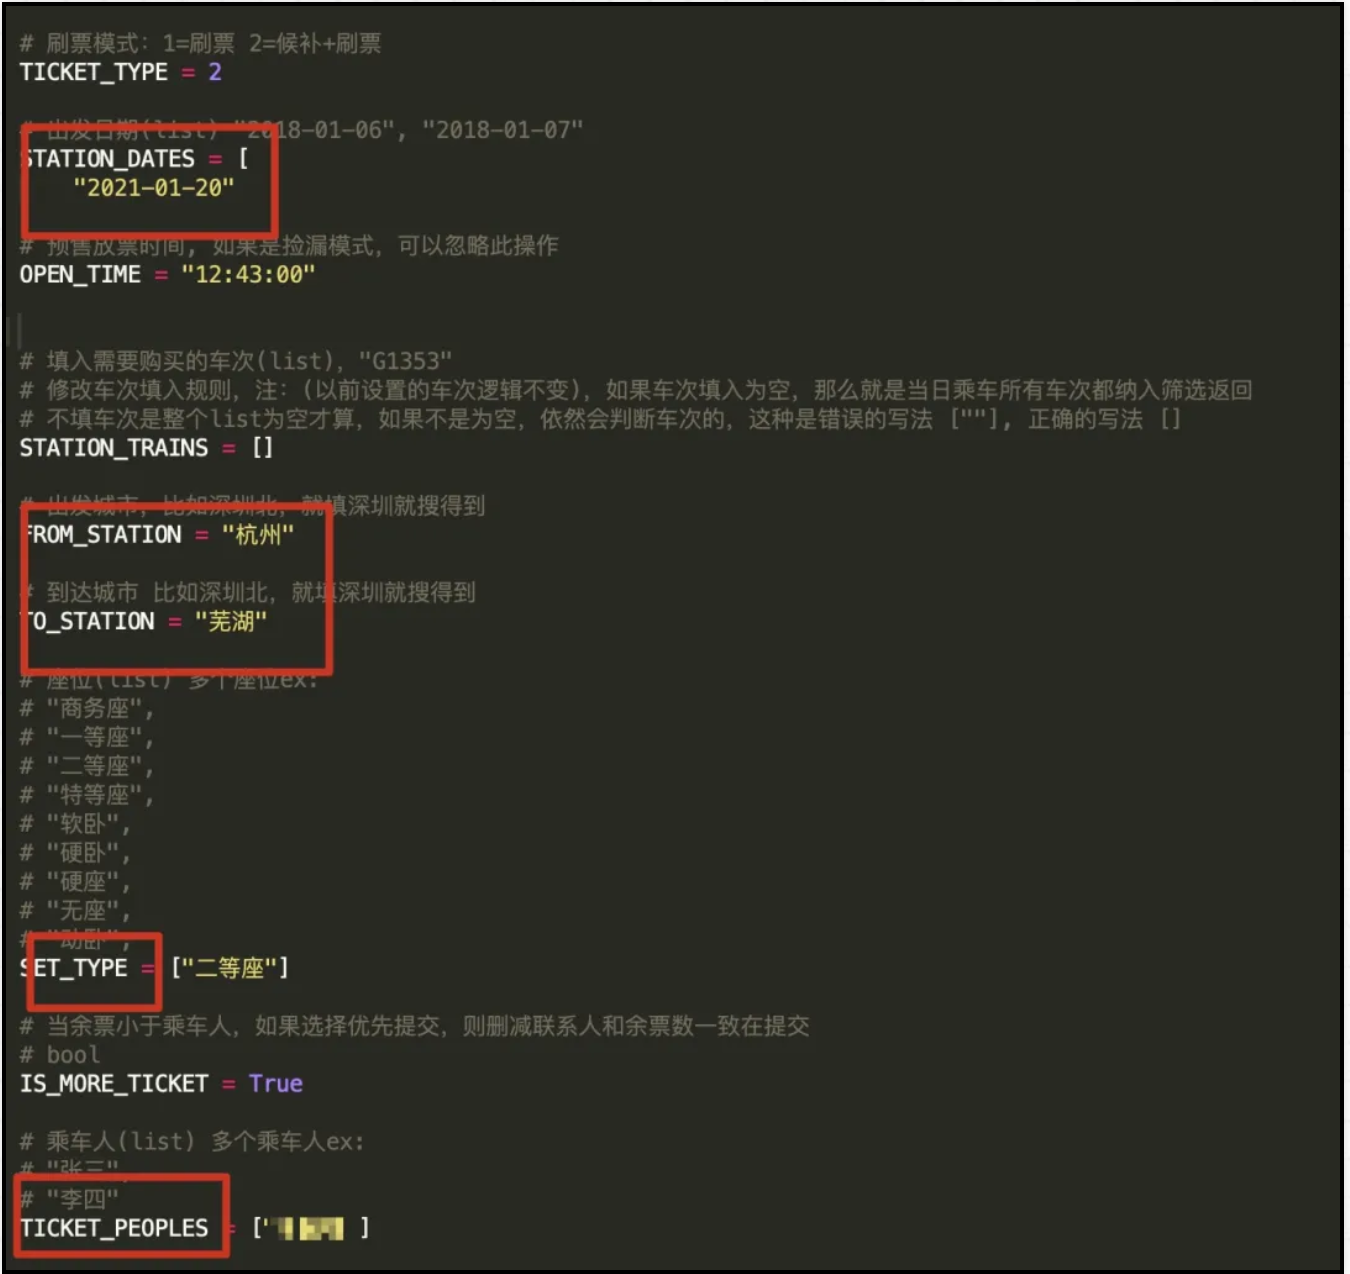 # 刷票模式：1=刷票 2=候补+刷票
TICKET_TYPE = 2
# 出发日期(list) "2018-01-06", "2018-01-07"
STATION_DATES = [
"2021-01-20"
# 预售放票时间, 如果是捡漏模式，可以忽略此操作
OPEN_TIME = "12:43:00"
# 填入需要购买的车次(list)，"G1353"
# 修改车次填入规则，注：(以前设置的车次逻辑不变)，如果车次填入为空，那么就是当日乘车所有车次都纳入筛选返回
# 不填车次是整个list为空才算，如果不是为空，依然会判断车次的，这种是错误的写法 [""], 正确的写法 []
STATION_TRAINS = []
# 出发城市，比如深圳北，就填深圳就搜得到
FROM_STATION = "杭州"
# 到达城市 比如深圳北，就填深圳就搜得到
TO_STATION = "芜湖"
# 座位(list) 多个座位ex:
# "商务座",
# "一等座",
# "二等座",
# "特等座",
# "软卧",
# "硬卧",
# "硬座",
# "无座",
# "动卧",
SET_TYPE = ["二等座"]
# 当余票小于乘车人，如果选择优先提交，则删减联系人和余票数一致在提交
# bool
IS_MORE_TICKET = True
# 乘车人(list) 多个乘车人ex:
# "张三",
# "李四"
TICKET_PEOPLES = [' ]